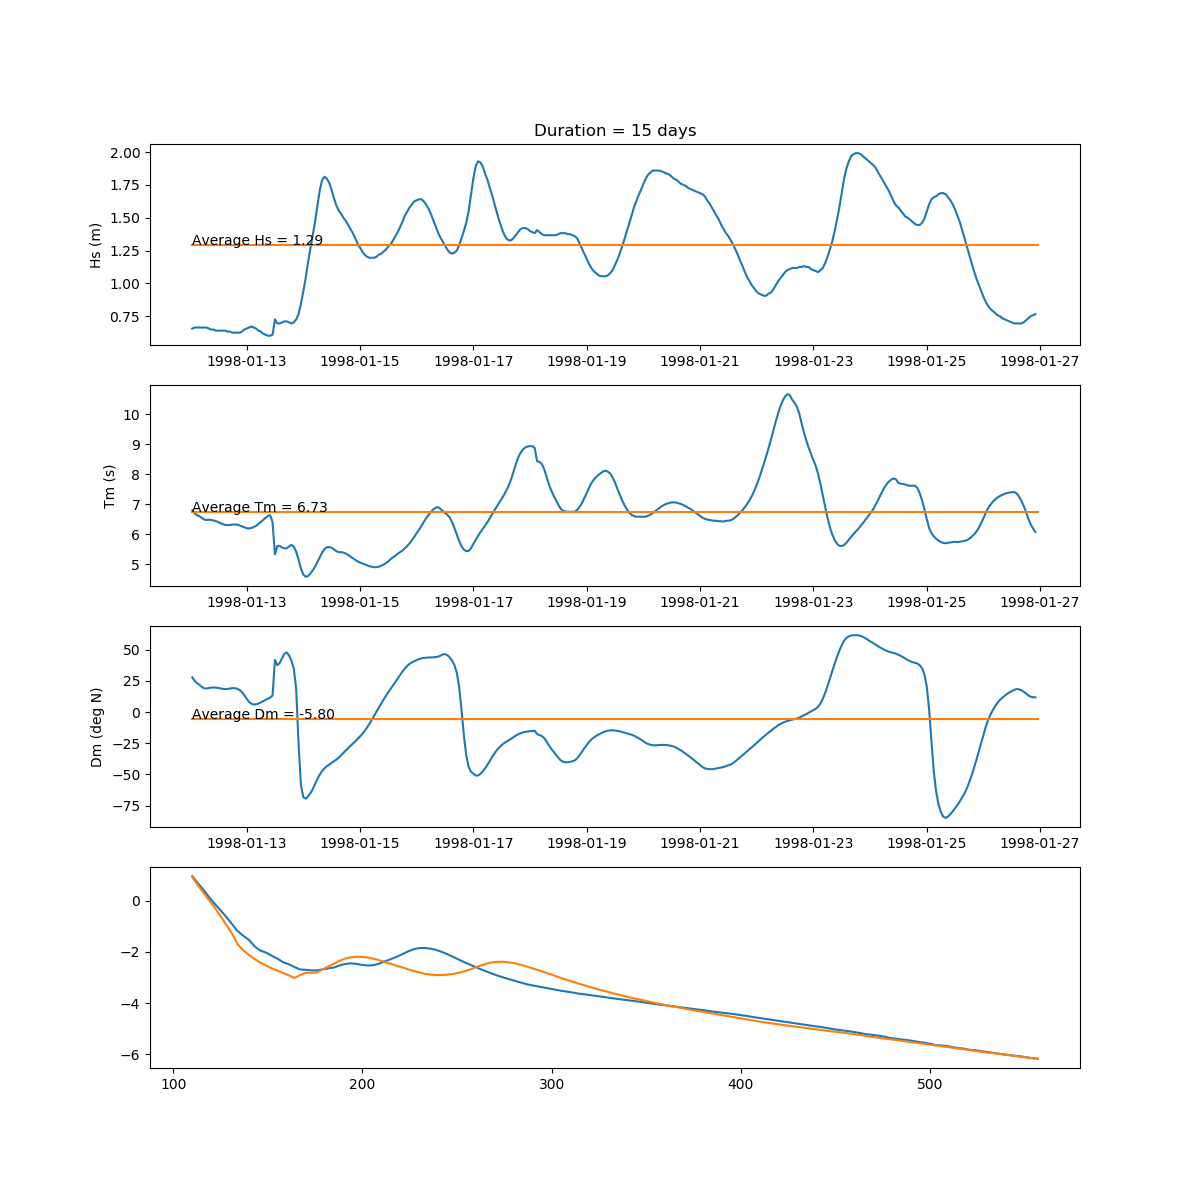 Duration = 15 days
Hs (m)
2.00
1.75
1.50
1.25
1.00
0.75
Average Hs = 1.29
1998-01-13 1998-01-15 1998-01-17 1998-01-19 1998-01-21 1998-01-23 1998-01-25 1998-01-27
Tm (s)
10
9
8
7
6
5
Average Tm = 6.73
1998-01-13 1998-01-15 1998-01-17 1998-01-19 1998-01-21 1998-01-23 1998-01-25 1998-01-27
Dm (deg N)
50
25
0
−25
−50
−75
Average Dm = -5.80
1998-01-13 1998-01-15 1998-01-17 1998-01-19 1998-01-21 1998-01-23 1998-01-25 1998-01-27
0
−2
−4
−6
100 200 300 400 500